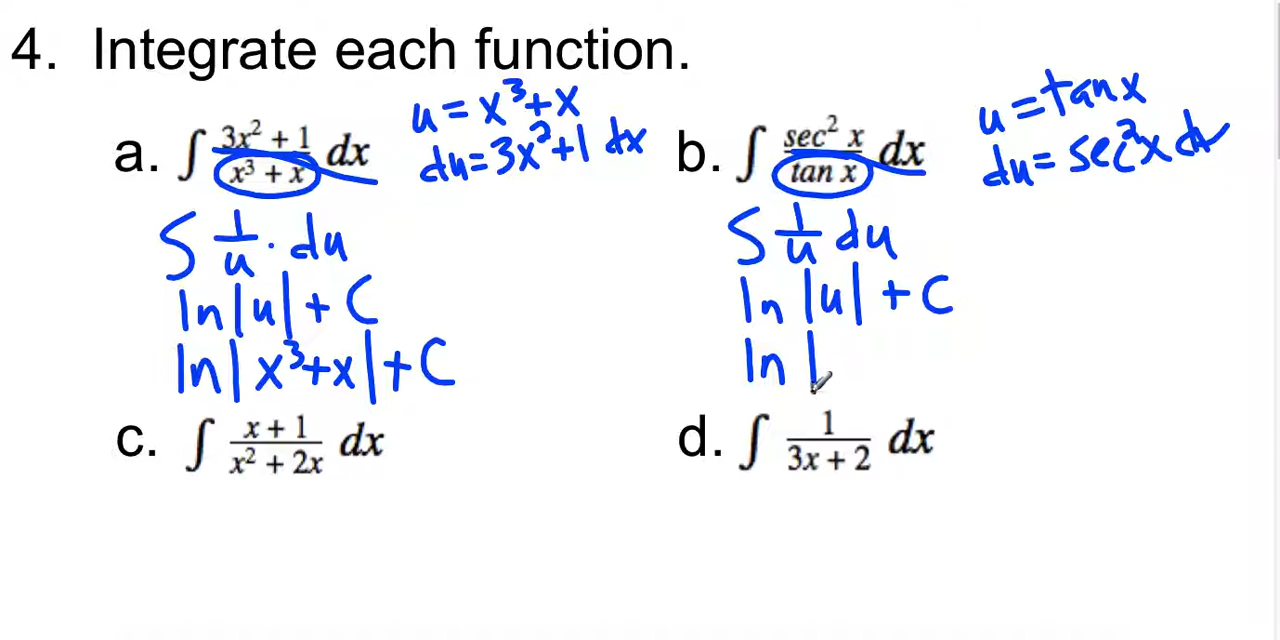 4. Integrate each function.
a. ∫ (3x² + 1)/(x³ + x) dx
u = x³+x
du = 3x²+1 dx
∫ 1/u · du
ln|u| + C
ln|x³+x| + C
b. ∫ (sec² x)/(tan x) dx
u = tan x
du = sec²x dx
∫ 1/u du
ln |u| + C
ln |
c. ∫ (x + 1)/(x² + 2x) dx
d. ∫ 1/(3x + 2) dx